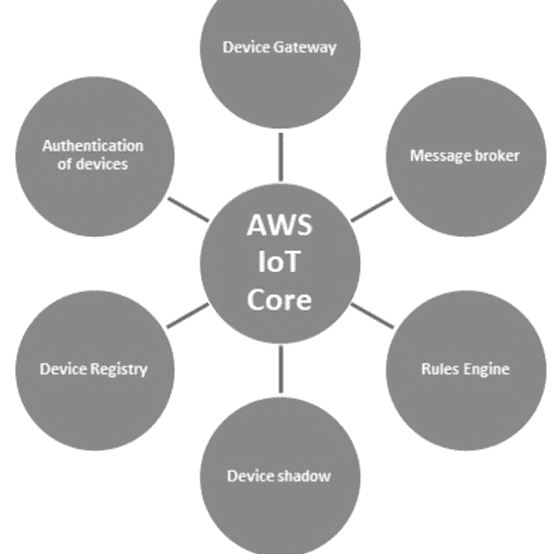 Device Gateway
Authentication
of devices
Message broker
AWS
IoT
Core
Device Registry
Rules Engine
Device shadow